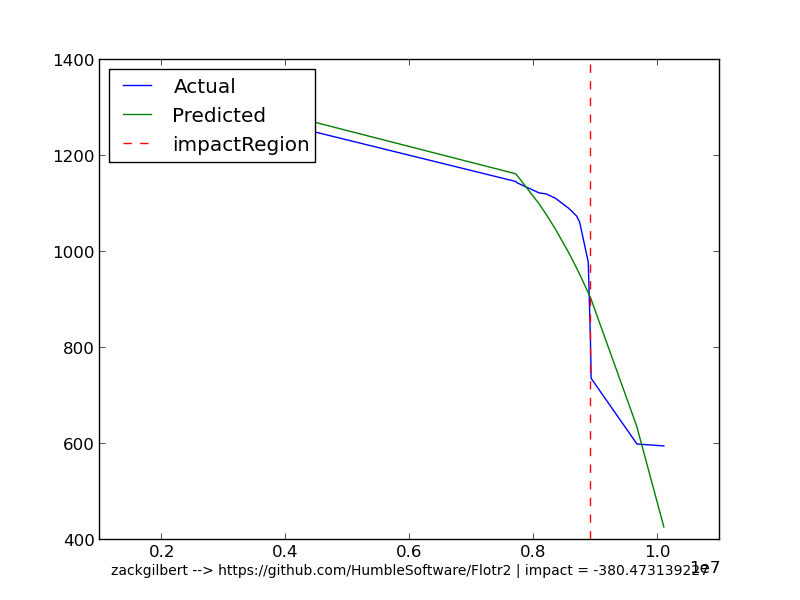 1400
1200
1000
800
600
400
Actual
Predicted
impactRegion
0.2 0.4 0.6 0.8 1.0
1e7
zackgilbert --> https://github.com/HumbleSoftware/Flotr2 | impact = -380.473139227